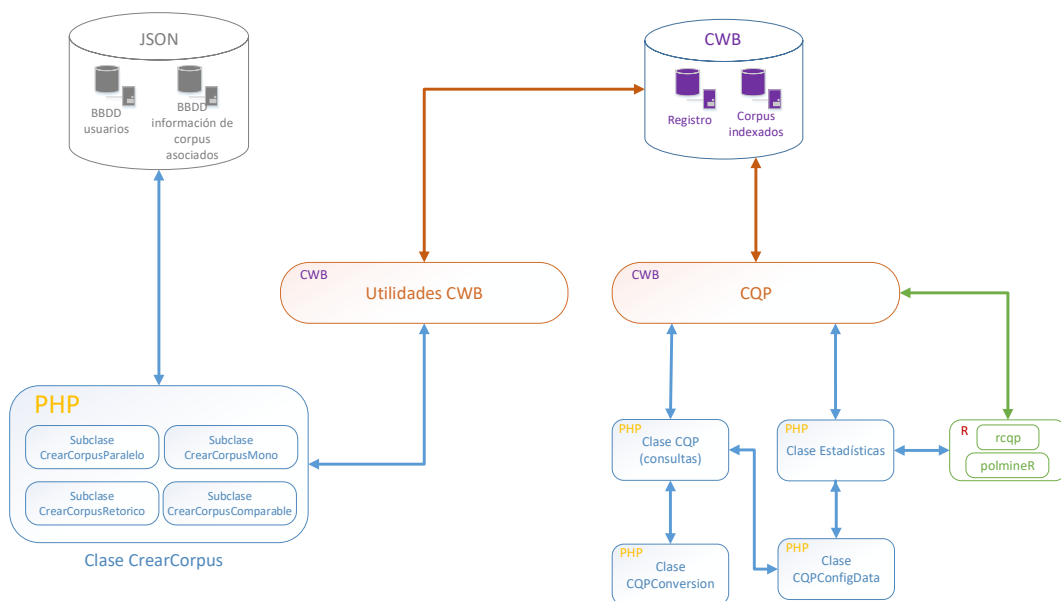 JSON
BBDD
usuarios
BBDD
información de
corpus
asociados
CWB
Registro
Corpus
indexados
CWB
Utilidades CWB
CWB
CQP
PHP
Subclase
CrearCorpusParalelo
Subclase
CrearCorpusMono
Subclase
CrearCorpusRetorico
Subclase
CrearCorpusComparable
Clase CrearCorpus
PHP
Clase CQP
(consultas)
PHP
Clase Estadísticas
R
rcqp
polmineR
PHP
Clase
CQPConversion
PHP
Clase
CQPConfigData